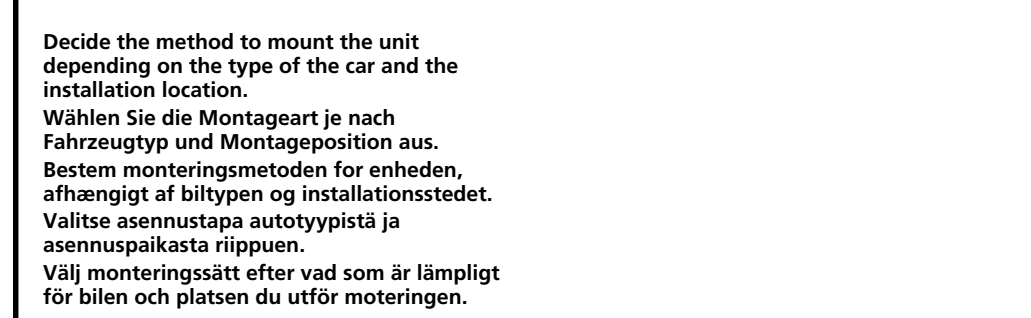 Decide the method to mount the unit
depending on the type of the car and the
installation location.
Wählen Sie die Montageart je nach
Fahrzeugtyp und Montageposition aus.
Bestem monteringsmetoden for enheden,
afhængigt af biltypen og installationsstedet.
Valitse asennustapa autotyypistä ja
asennuspaikasta riippuen.
Välj monteringssätt efter vad som är lämpligt
för bilen och platsen du utför moteringen.